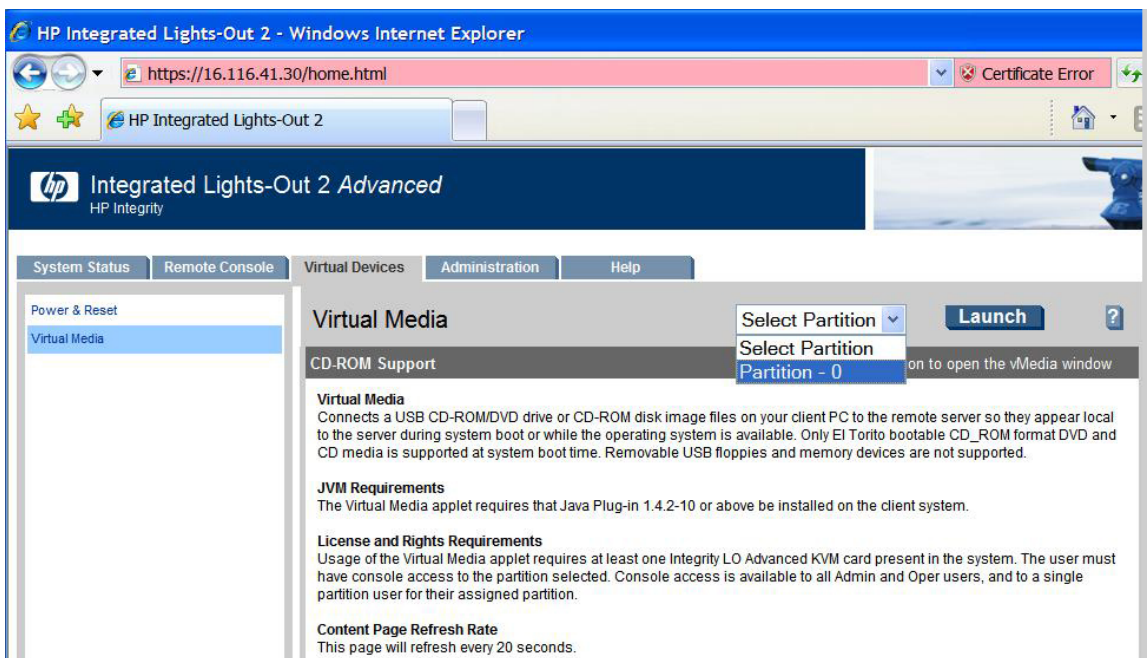 HP Integrated Lights-Out 2 - Windows Internet Explorer
https://16.116.41.30/home.html
Certificate Error
HP Integrated Lights-Out 2
hp Integrated Lights-Out 2 Advanced
HP Integrity
System Status Remote Console Virtual Devices Administration Help
Power & Reset
Virtual Media
Virtual Media Select Partition Launch ?
Select Partition
Partition - 0
CD-ROM Support on to open the vMedia window
Virtual Media
Connects a USB CD-ROM/DVD drive or CD-ROM disk image files on your client PC to the remote server so they appear local
to the server during system boot or while the operating system is available. Only El Torito bootable CD_ROM format DVD and
CD media is supported at system boot time. Removable USB floppies and memory devices are not supported.
JVM Requirements
The Virtual Media applet requires that Java Plug-in 1.4.2-10 or above be installed on the client system.
License and Rights Requirements
Usage of the Virtual Media applet requires at least one Integrity LO Advanced KVM card present in the system. The user must
have console access to the partition selected. Console access is available to all Admin and Oper users, and to a single
partition user for their assigned partition.
Content Page Refresh Rate
This page will refresh every 20 seconds.